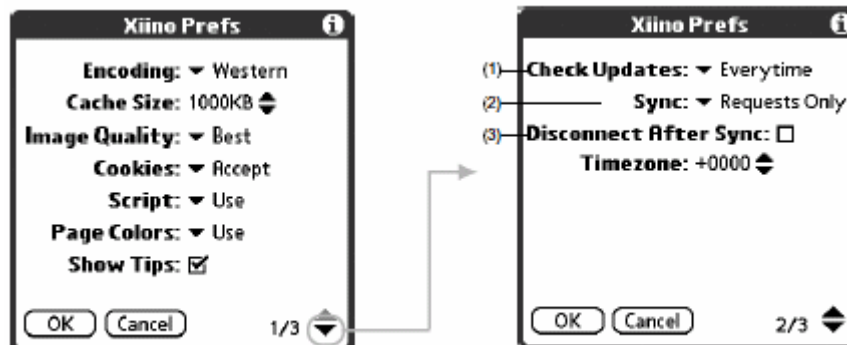 Xiino Prefs
Encoding: Western
Cache Size: 1000KB
Image Quality: Best
Cookies: Accept
Script: Use
Page Colors: Use
Show Tips:
OK Cancel 1/3
Xiino Prefs
(1) Check Updates: Everytime
(2) Sync: Requests Only
(3) Disconnect After Sync:
Timezone: +0000
OK Cancel 2/3